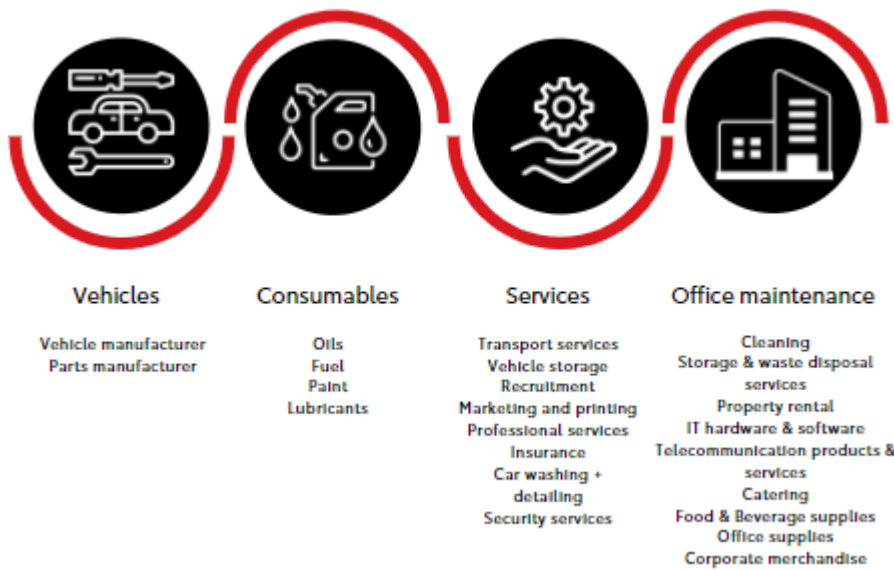 Vehicles
Vehicle manufacturer
Parts manufacturer
Consumables
Oils
Fuel
Paint
Lubricants
Services
Transport services
Vehicle storage
Recruitment
Marketing and printing
Professional services
Insurance
Car washing +
detailing
Security services
Office maintenance
Cleaning
Storage & waste disposal
services
Property rental
IT hardware & software
Telecommunication products &
services
Catering
Food & Beverage supplies
Office supplies
Corporate merchandise